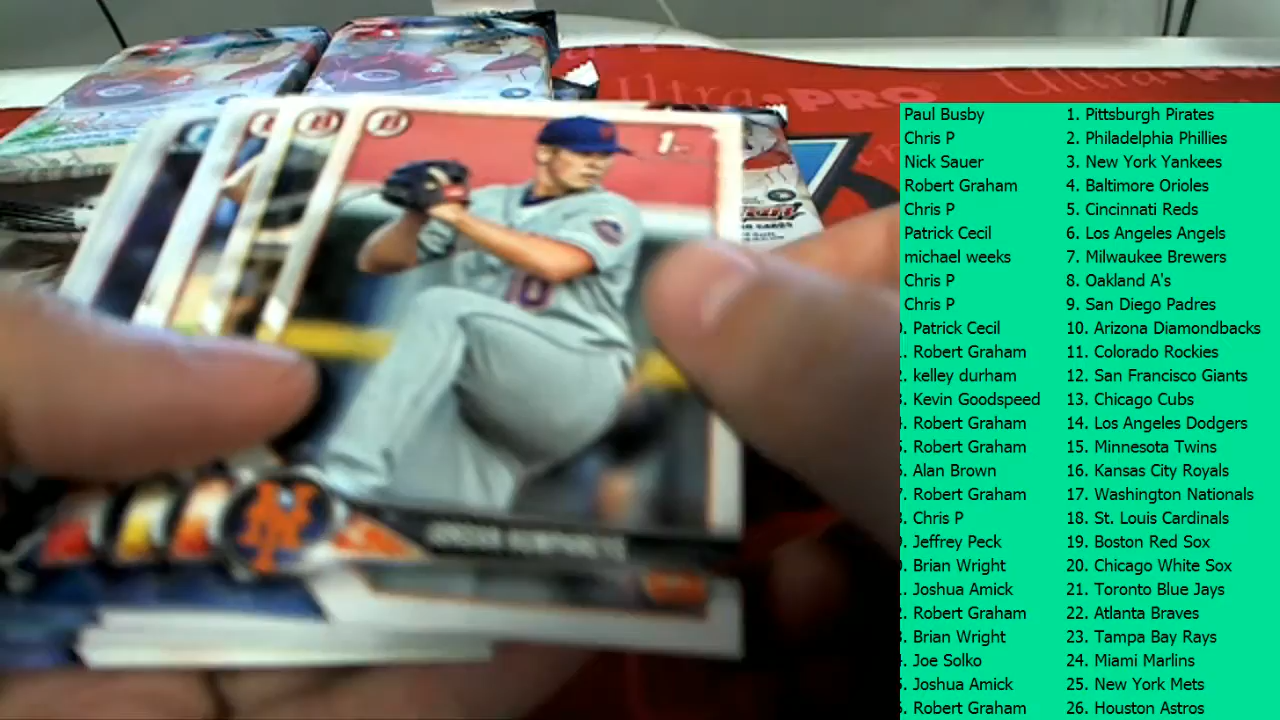 Ultra•PRO Ultra•PR
1st
10
CARDS
Paul Busby 1. Pittsburgh Pirates
Chris P 2. Philadelphia Phillies
Nick Sauer 3. New York Yankees
Robert Graham 4. Baltimore Orioles
Chris P 5. Cincinnati Reds
Patrick Cecil 6. Los Angeles Angels
michael weeks 7. Milwaukee Brewers
Chris P 8. Oakland A's
Chris P 9. San Diego Padres
. Patrick Cecil 10. Arizona Diamondbacks
. Robert Graham 11. Colorado Rockies
. kelley durham 12. San Francisco Giants
. Kevin Goodspeed 13. Chicago Cubs
. Robert Graham 14. Los Angeles Dodgers
. Robert Graham 15. Minnesota Twins
. Alan Brown 16. Kansas City Royals
. Robert Graham 17. Washington Nationals
. Chris P 18. St. Louis Cardinals
. Jeffrey Peck 19. Boston Red Sox
. Brian Wright 20. Chicago White Sox
. Joshua Amick 21. Toronto Blue Jays
. Robert Graham 22. Atlanta Braves
. Brian Wright 23. Tampa Bay Rays
. Joe Solko 24. Miami Marlins
. Joshua Amick 25. New York Mets
. Robert Graham 26. Houston Astros